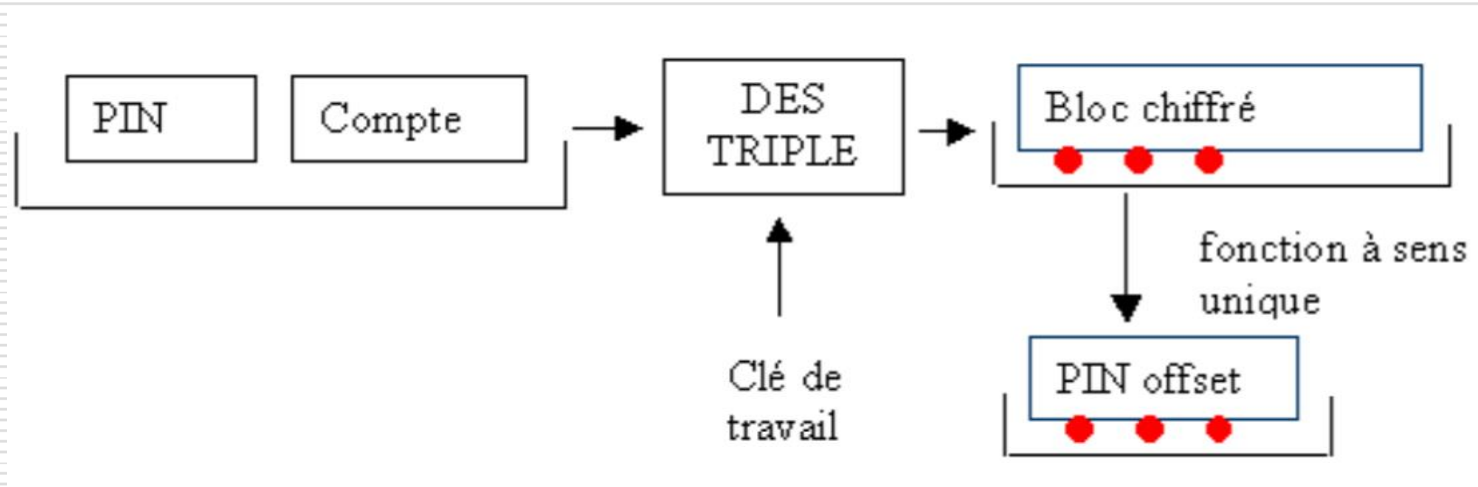 PIN
Compte
DES
TRIPLE
Bloc chiffré
fonction à sens
unique
Clé de
travail
PIN offset